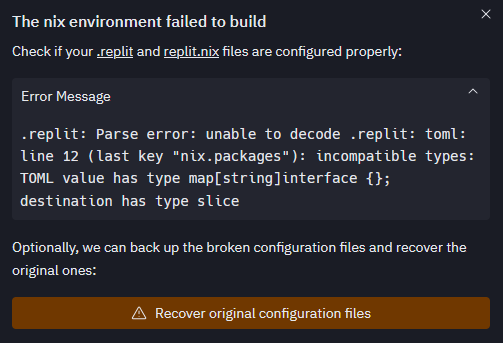 The nix environment failed to build
Check if your .replit and replit.nix files are configured properly:
Error Message
.replit: Parse error: unable to decode .replit: toml:
line 12 (last key "nix.packages"): incompatible types:
TOML value has type map[string]interface {};
destination has type slice
Optionally, we can back up the broken configuration files and recover the
original ones:
Recover original configuration files